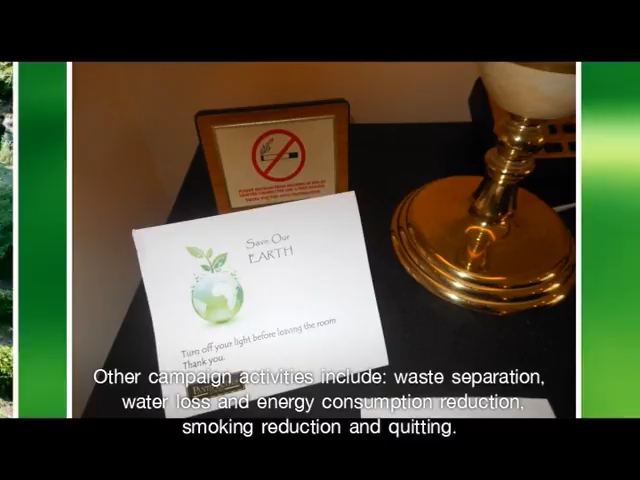 Save Our
EARTH
Turn off your light before leaving the room
Thank you.
Other campaign activities include: waste separation,
water loss and energy consumption reduction,
smoking reduction and quitting.